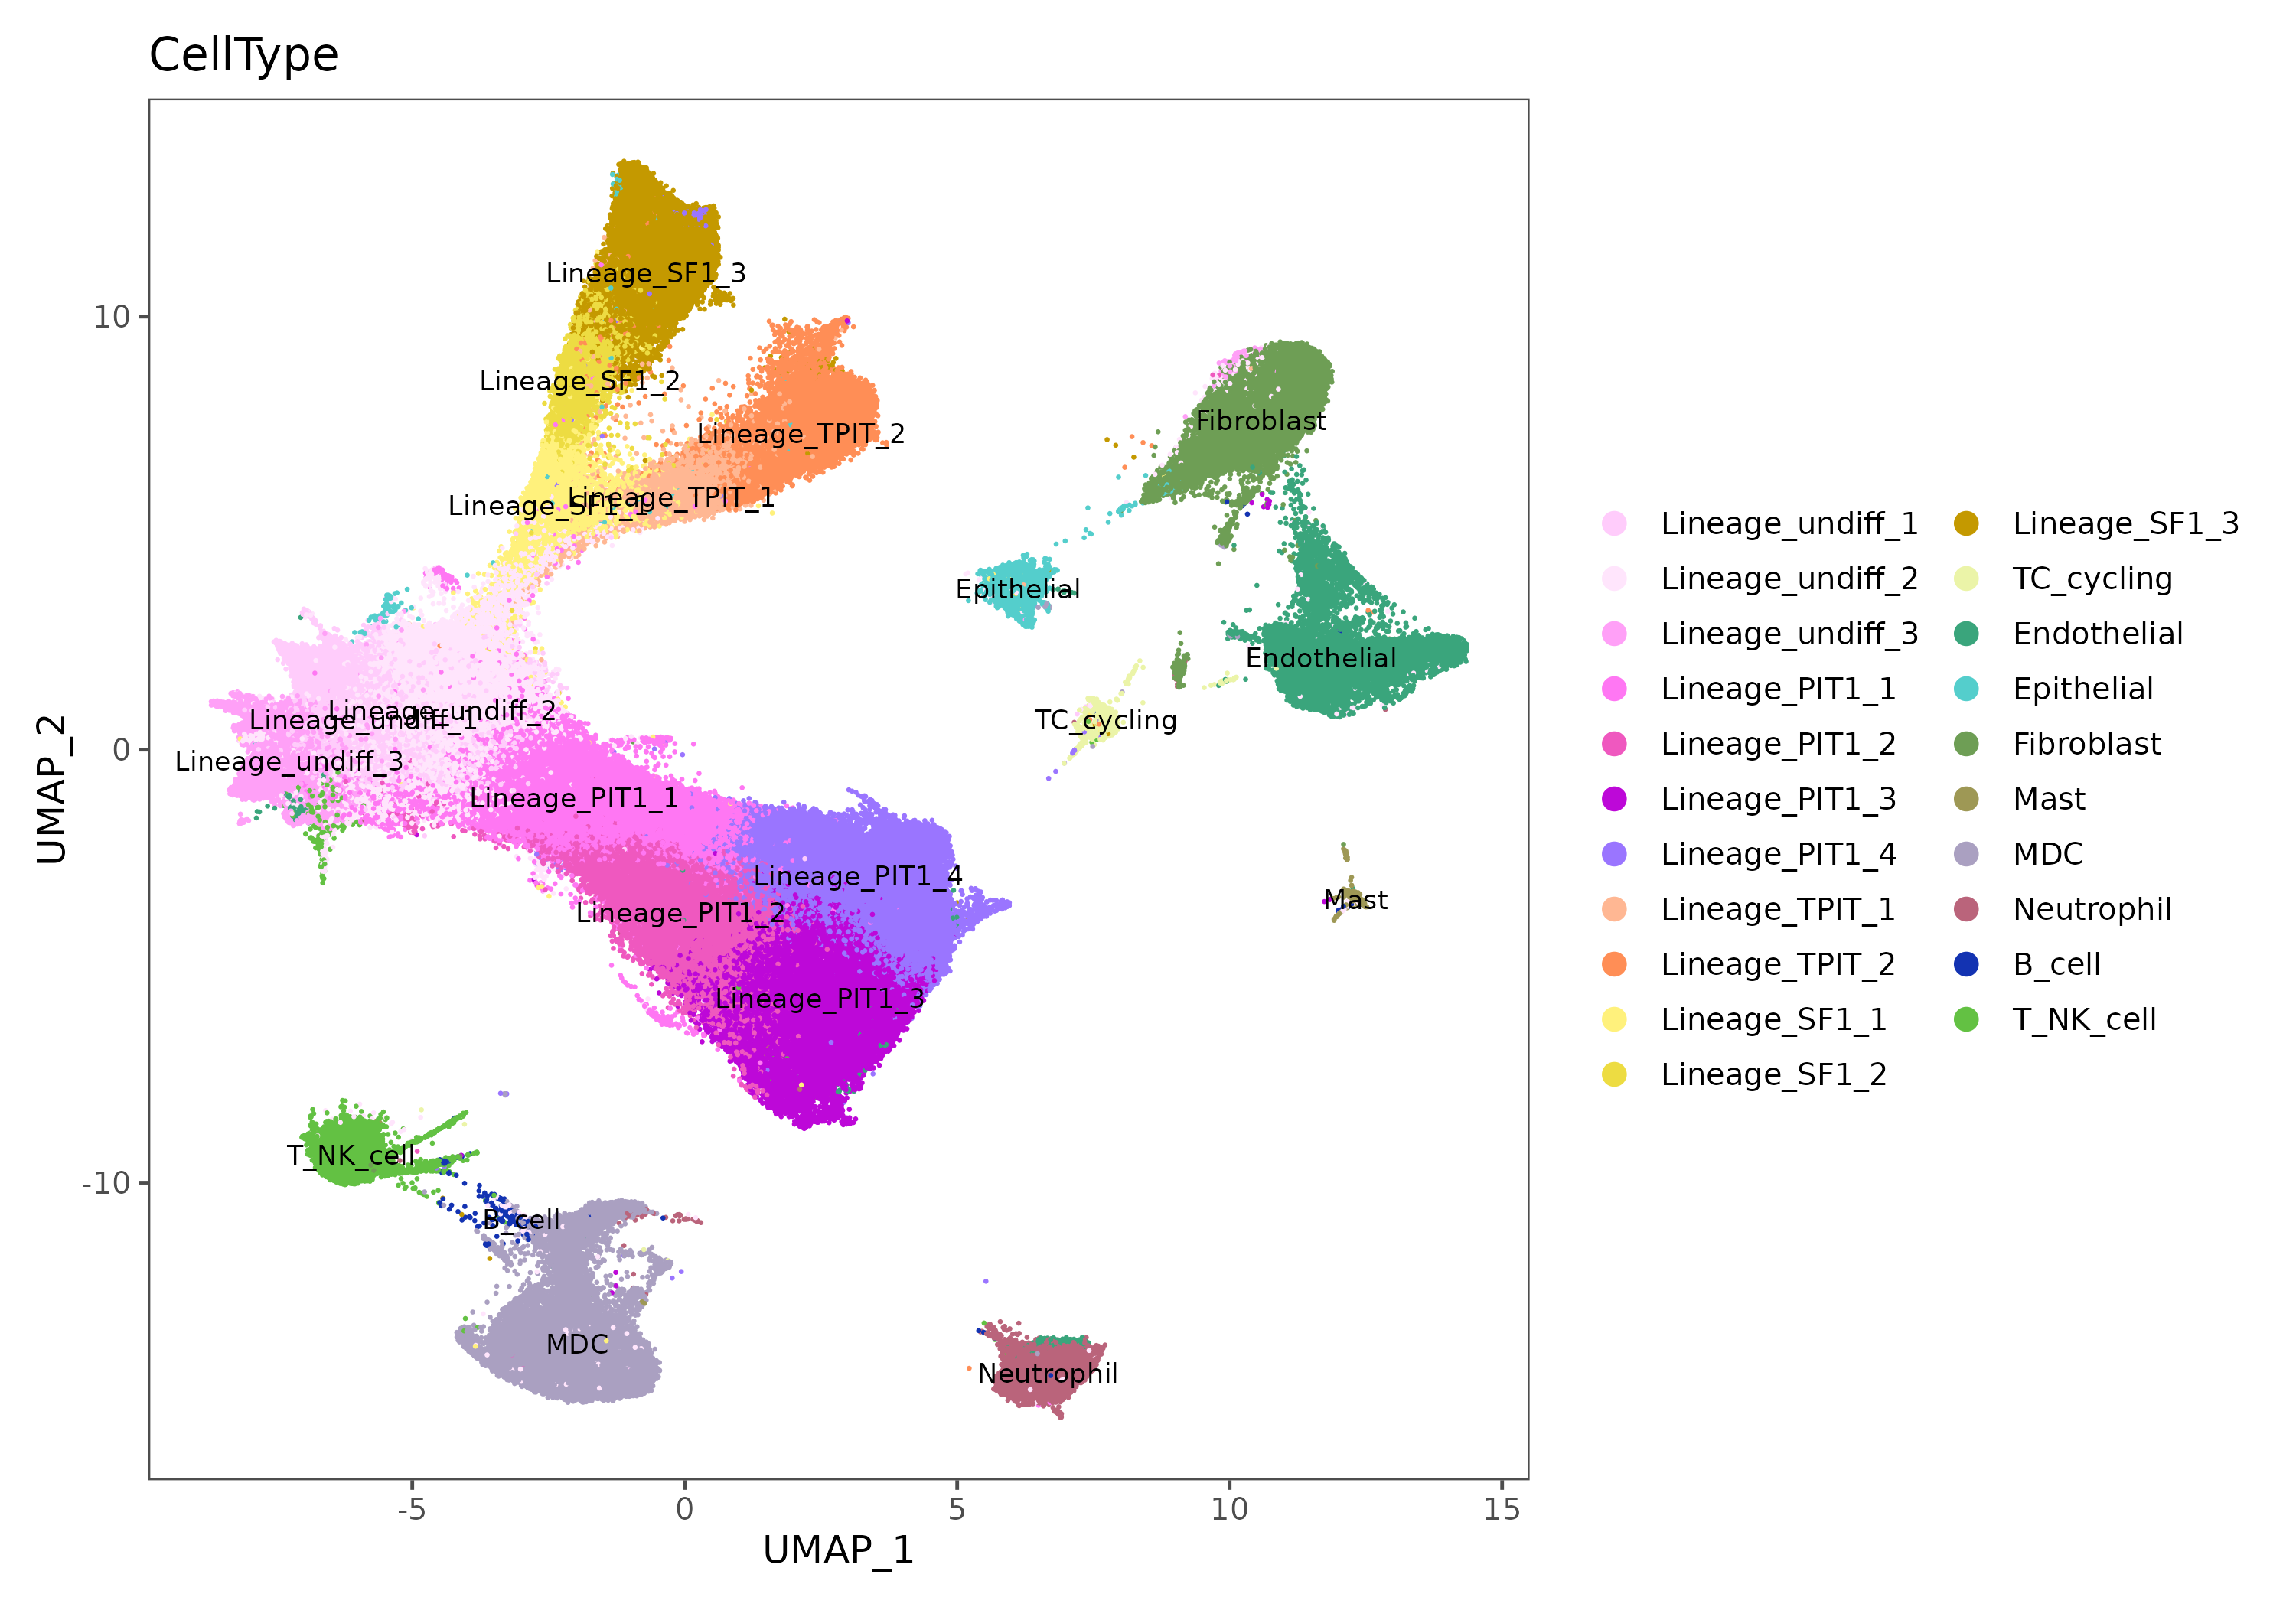 CellType
Lineage_SF1_3
10
Lineage_SF1_2
Fibroblast
Lineage_TPIT_2
Lineage_TPIT_1
Lineage_SF1_1
Epithelial
Endothelial
Lineage_undiff_2
Lineage_undiff_1
TC_cycling
0
Lineage_undiff_3
Lineage_PIT1_1
Lineage_PIT1_4
Mast
Lineage_PIT1_2
Lineage_PIT1_3
T_NK_cell
-10
B_cell
MDC
Neutrophil
-5 0 5 10 15
UMAP_1
UMAP_2
Lineage_undiff_1
Lineage_undiff_2
Lineage_undiff_3
Lineage_PIT1_1
Lineage_PIT1_2
Lineage_PIT1_3
Lineage_PIT1_4
Lineage_TPIT_1
Lineage_TPIT_2
Lineage_SF1_1
Lineage_SF1_2
Lineage_SF1_3
TC_cycling
Endothelial
Epithelial
Fibroblast
Mast
MDC
Neutrophil
B_cell
T_NK_cell